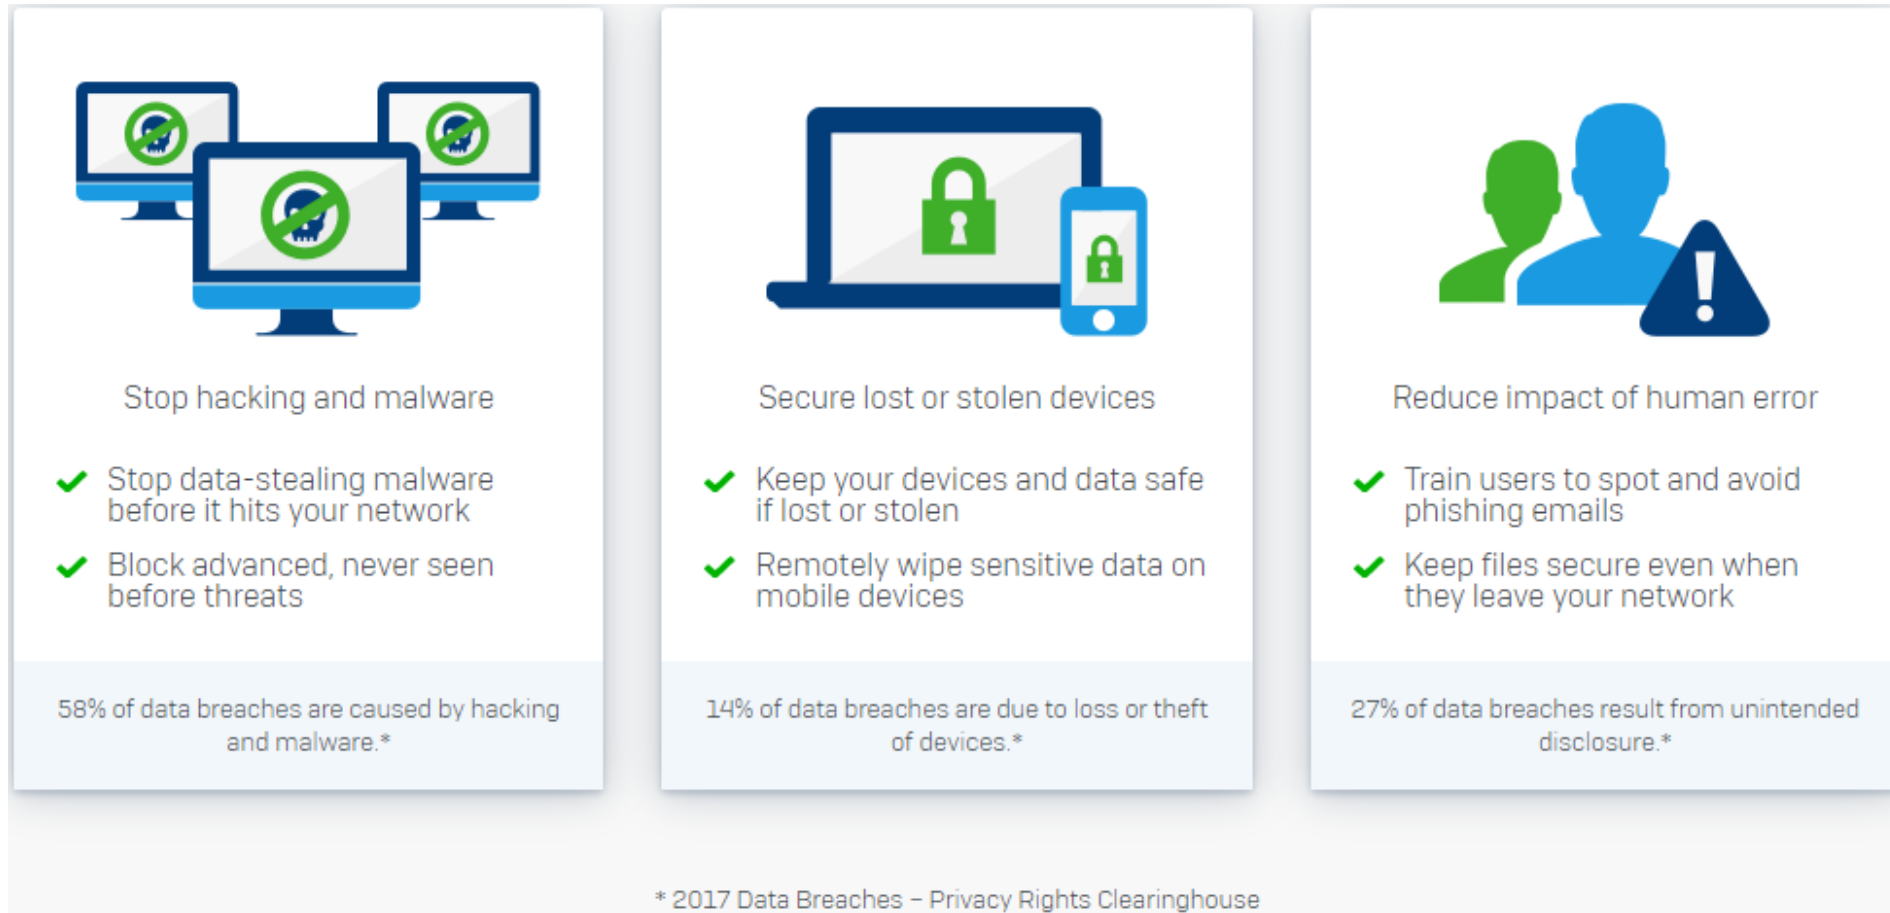 Stop hacking and malware
Stop data-stealing malware
before it hits your network
Block advanced, never seen
before threats
58% of data breaches are caused by hacking
and malware.*
Secure lost or stolen devices
Keep your devices and data safe
if lost or stolen
Remotely wipe sensitive data on
mobile devices
14% of data breaches are due to loss or theft
of devices.*
Reduce impact of human error
Train users to spot and avoid
phishing emails
Keep files secure even when
they leave your network
27% of data breaches result from unintended
disclosure.*
* 2017 Data Breaches – Privacy Rights Clearinghouse